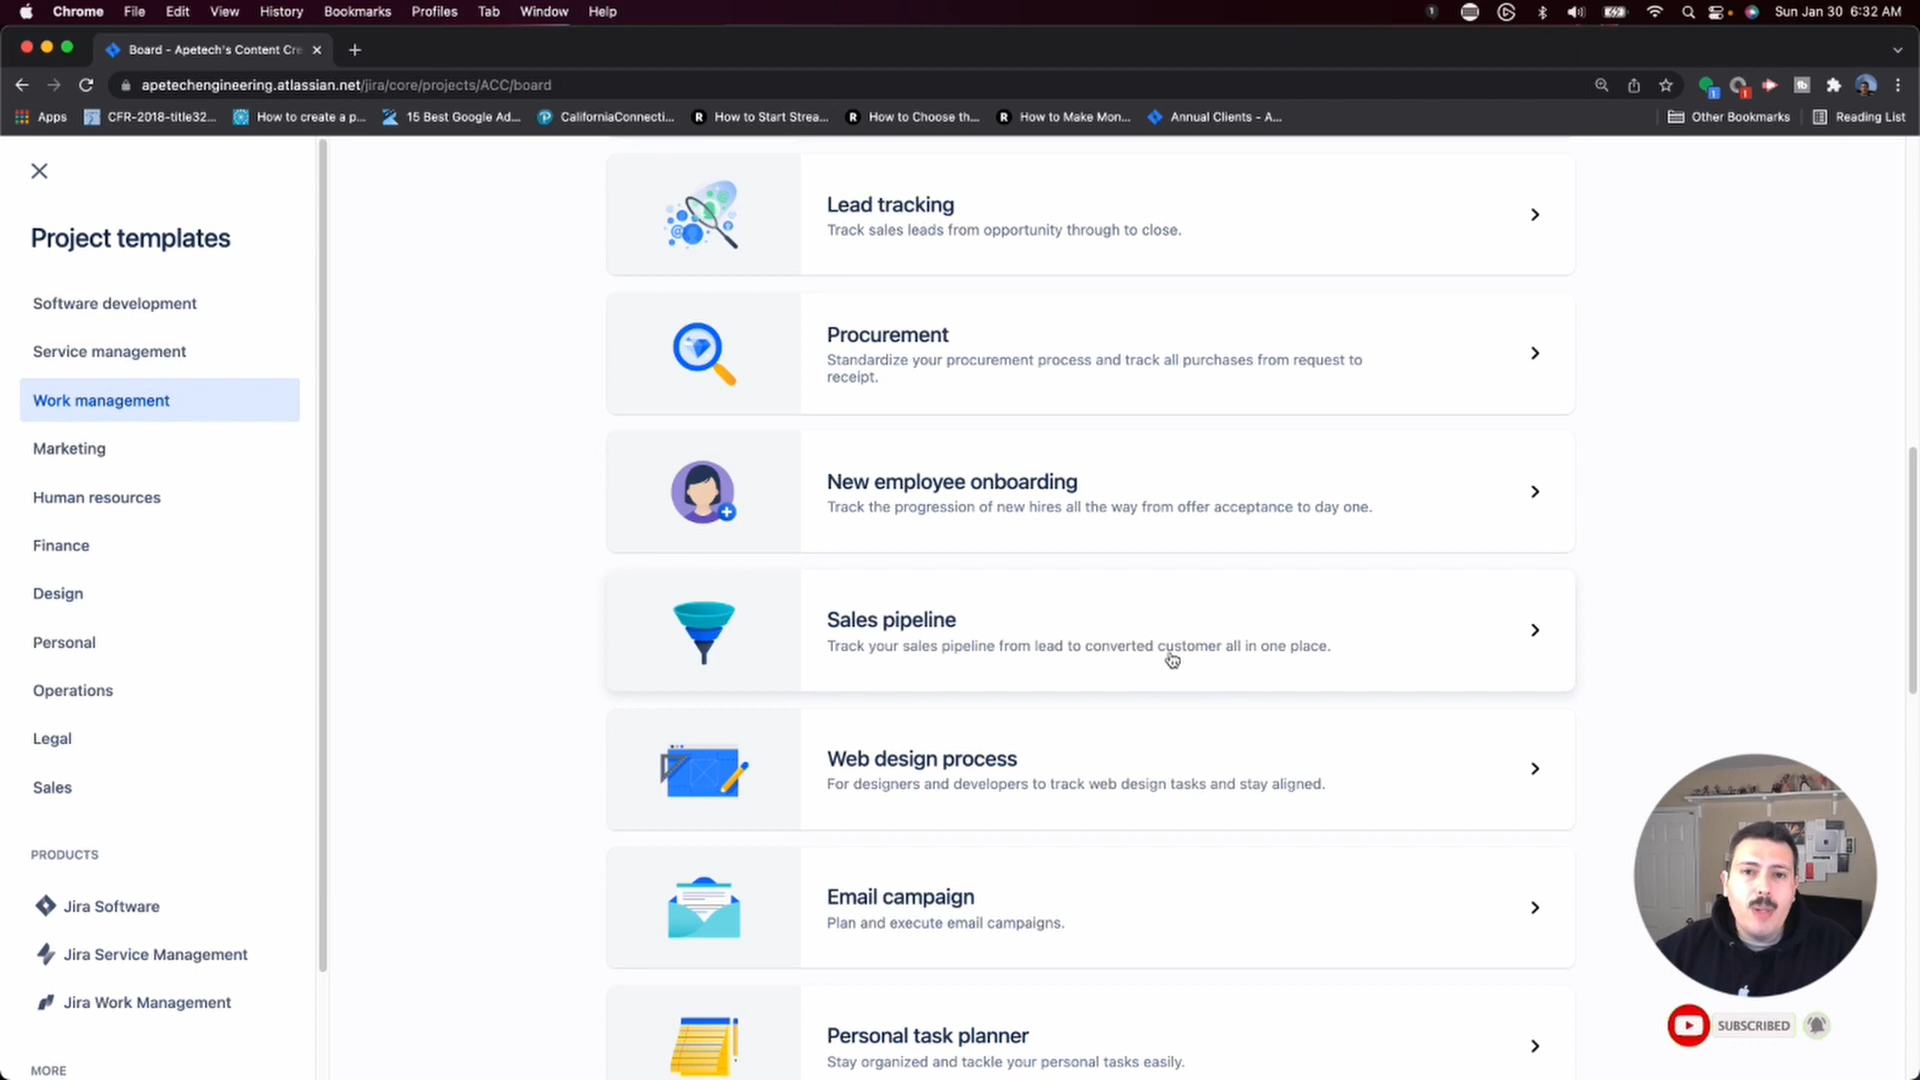 Chrome File Edit View History Bookmarks Profiles Tab Window Help
Sun Jan 30 6:32 AM
Board - Apetech's Content Cre
apetechengineering.atlassian.net/jira/core/projects/ACC/board
Apps
CFR-2018-title32...
How to create a p...
15 Best Google Ad...
CaliforniaConnecti...
How to Start Strea...
How to Choose th...
How to Make Mon...
Annual Clients - A...
Other Bookmarks
Reading List
Project templates
Software development
Service management
Work management
Marketing
Human resources
Finance
Design
Personal
Operations
Legal
Sales
PRODUCTS
Jira Software
Jira Service Management
Jira Work Management
MORE
Lead tracking
Track sales leads from opportunity through to close.
Procurement
Standardize your procurement process and track all purchases from request to
receipt.
New employee onboarding
Track the progression of new hires all the way from offer acceptance to day one.
Sales pipeline
Track your sales pipeline from lead to converted customer all in one place.
Web design process
For designers and developers to track web design tasks and stay aligned.
Email campaign
Plan and execute email campaigns.
Personal task planner
Stay organized and tackle your personal tasks easily.
SUBSCRIBED